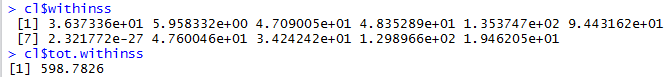 > cl$withinss
 [1] 3.637336e+01 5.958332e+00 4.709005e+01 4.835289e+01 1.353747e+02 9.443162e+01
 [7] 2.321772e-27 4.760046e+01 3.424242e+01 1.298966e+02 1.946205e+01
> cl$tot.withinss
[1] 598.7826